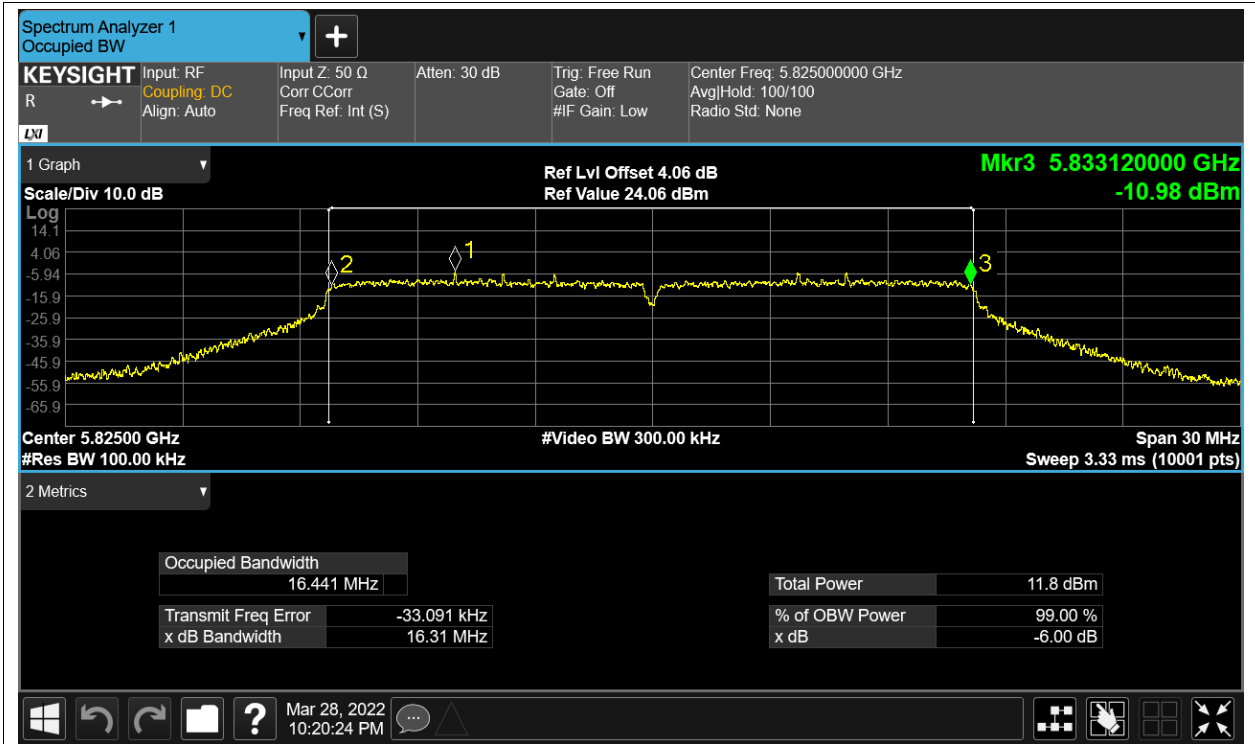 Spectrum Analyzer 1
Occupied BW
KEYSIGHT
R
LXI
Input: RF
Coupling: DC
Align: Auto
Input Z: 50 Ω
Corr CCorr
Freq Ref: Int (S)
Atten: 30 dB
Trig: Free Run
Gate: Off
#IF Gain: Low
Center Freq: 5.825000000 GHz
Avg|Hold: 100/100
Radio Std: None
1 Graph
Scale/Div 10.0 dB
Ref Lvl Offset 4.06 dB
Ref Value 24.06 dBm
Mkr3 5.833120000 GHz
-10.98 dBm
Log
14.1
4.06
-5.94
-15.9
-25.9
-35.9
-45.9
-55.9
-65.9
2
1
3
Center 5.82500 GHz
#Res BW 100.00 kHz
#Video BW 300.00 kHz
Span 30 MHz
Sweep 3.33 ms (10001 pts)
2 Metrics
Occupied Bandwidth
16.441 MHz
Transmit Freq Error -33.091 kHz
x dB Bandwidth 16.31 MHz
Total Power 11.8 dBm
% of OBW Power 99.00 %
x dB -6.00 dB
?
Mar 28, 2022
10:20:24 PM